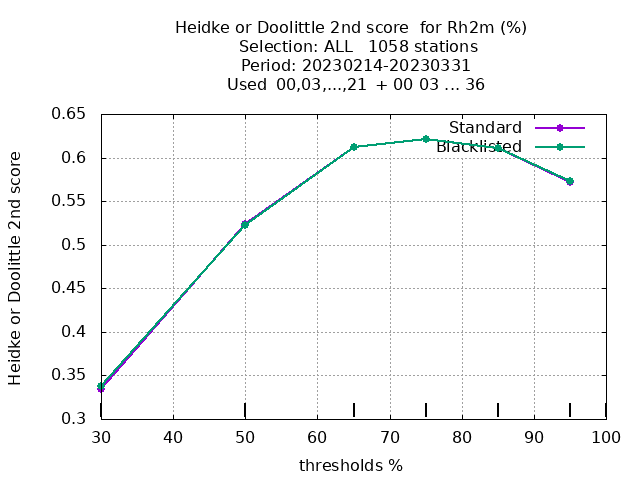 Heidke or Doolittle 2nd score  for Rh2m (%)
Selection: ALL   1058 stations
Period: 20230214-20230331
Used  00,03,...,21  + 00 03 ... 36
Standard
Blacklisted
Heidke or Doolittle 2nd score
0.65
0.6
0.55
0.5
0.45
0.4
0.35
0.3
30 40 50 60 70 80 90 100
thresholds %